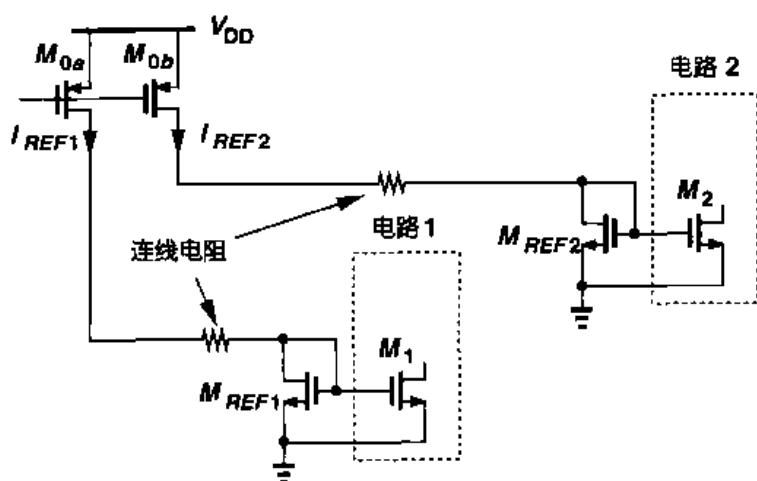 V_DD
M_0a
M_0b
电路 2
I_REF1
I_REF2
M_2
连线电阻
电路 1
M_REF2
M_1
M_REF1